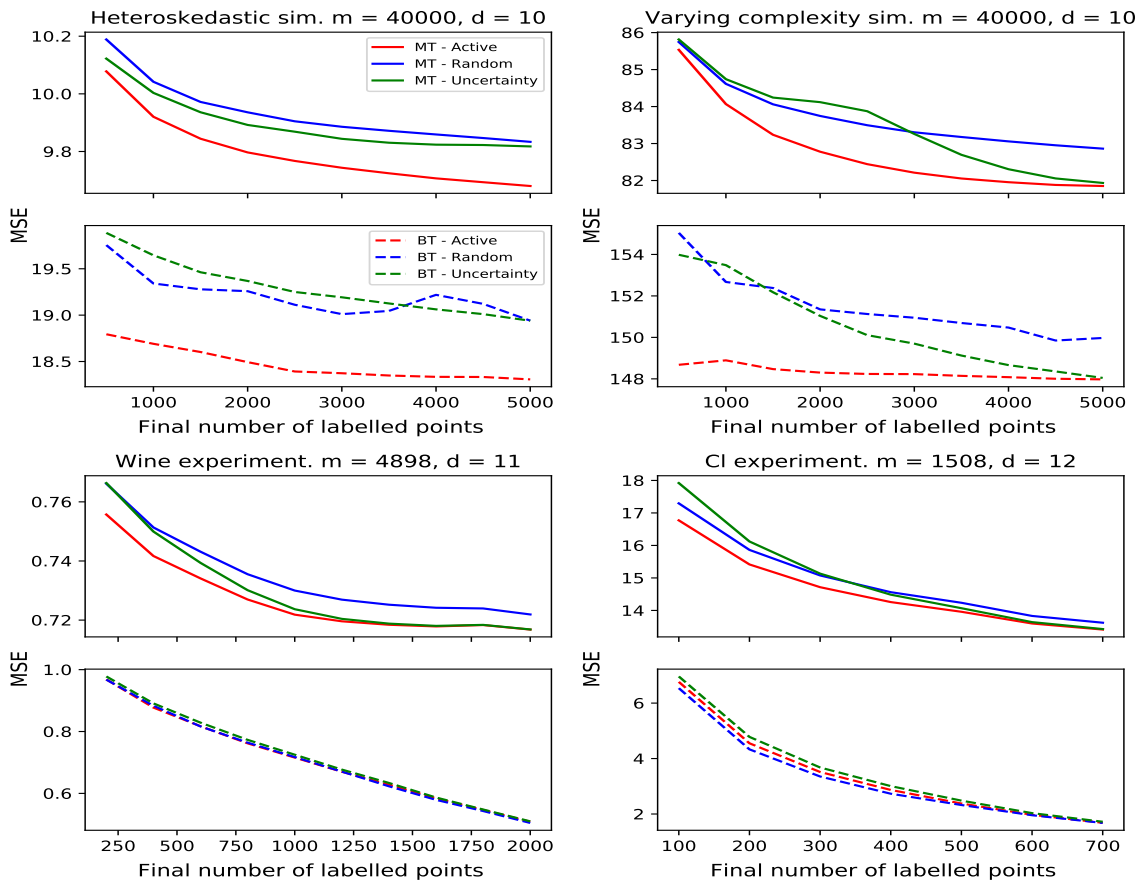 Heteroskedastic sim. m = 40000, d = 10
10.2
10.0
9.8
MT - Active
MT - Random
MT - Uncertainty
MSE
19.5
19.0
18.5
BT - Active
BT - Random
BT - Uncertainty
1000 2000 3000 4000 5000
Final number of labelled points
Varying complexity sim. m = 40000, d = 10
86
85
84
83
82
MSE
154
152
150
148
1000 2000 3000 4000 5000
Final number of labelled points
Wine experiment. m = 4898, d = 11
0.76
0.74
0.72
MSE
1.0
0.8
0.6
250 500 750 1000 1250 1500 1750 2000
Final number of labelled points
CI experiment. m = 1508, d = 12
18
17
16
15
14
MSE
6
4
2
100 200 300 400 500 600 700
Final number of labelled points